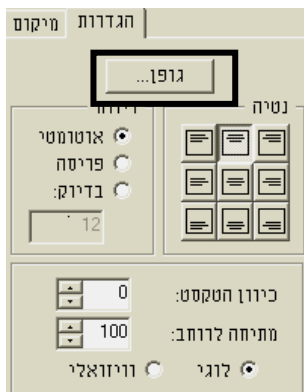 הגדרות מיקום
גופן...
נטיה
אוטומטי
פריסה
בדיוק:
12
כיוון הטקסט: 0
מתיחה לרוחב: 100
לוגי וויזואלי